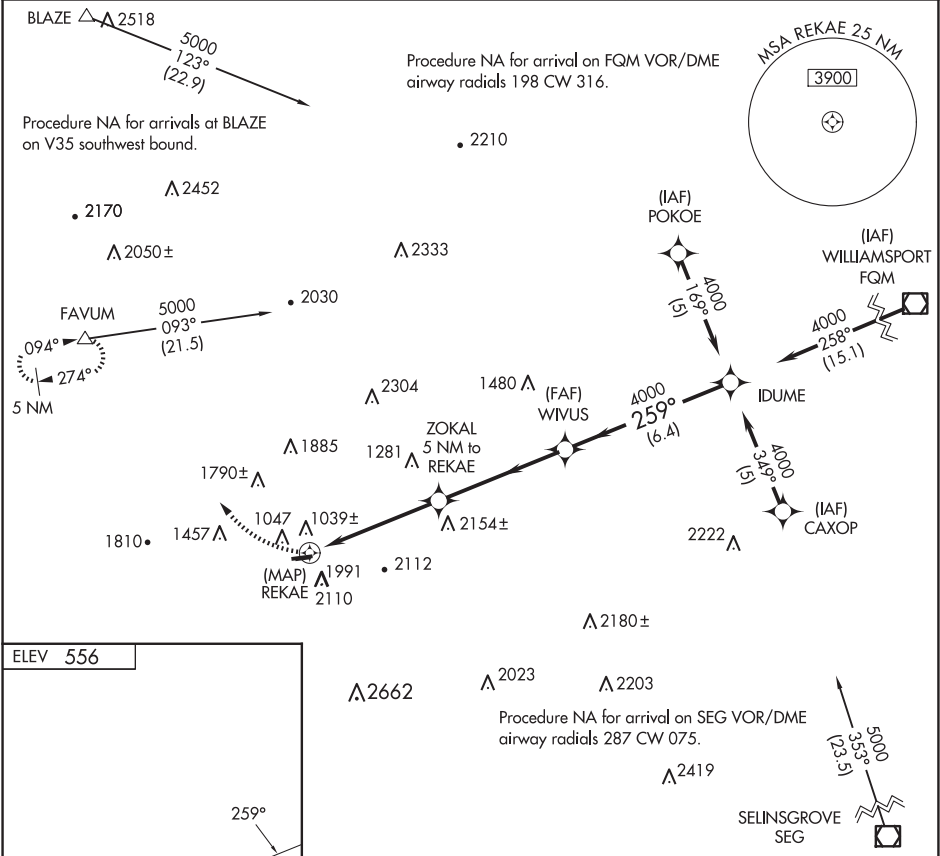 BLAZE
2518
5000
123°
(22.9)
Procedure NA for arrival on FQM VOR/DME
airway radials 198 CW 316.
MSA REKAE 25 NM
3900
Procedure NA for arrivals at BLAZE
on V35 southwest bound.
2210
2452
2170
2050±
2333
(IAF)
POKOE
4000
169°
(5)
(IAF)
WILLIAMSPORT
FQM
4000
258°
(15.1)
FAVUM
5000
093°
(21.5)
2030
094°
274°
5 NM
2304
1480
(FAF)
WIVUS
4000
259°
(6.4)
IDUME
1885
1281
ZOKAL
5 NM to
REKAE
1790±
4000
349°
(5)
(IAF)
CAXOP
1810
1457
1047
1039±
2154±
2222
(MAP)
REKAE
1991
2110
2112
2180±
ELEV 556
2662
2023
2203
Procedure NA for arrival on SEG VOR/DME
airway radials 287 CW 075.
5000
353°
(23.5)
2419
259°
SELINSGROVE
SEG